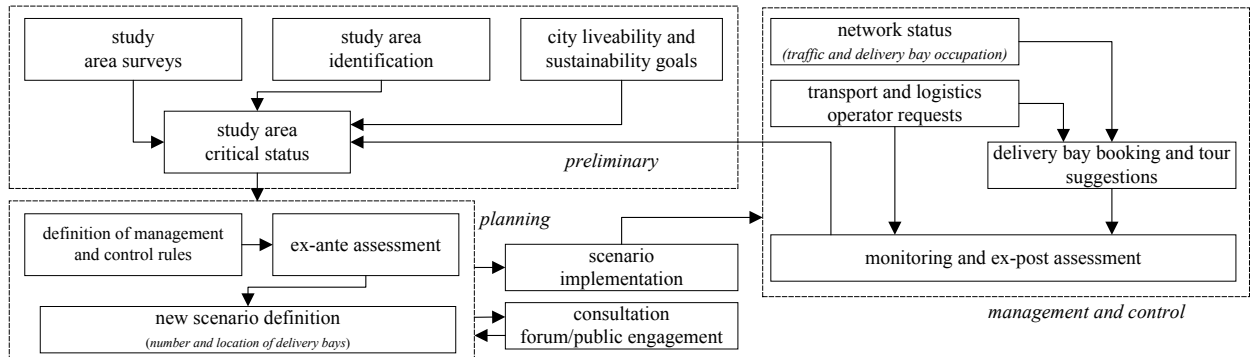 study
area surveys
study area
identification
city liveability and
sustainability goals
study area
critical status
preliminary
definition of management
and control rules
ex-ante assessment
new scenario definition
(number and location of delivery bays)
planning
scenario
implementation
consultation
forum/public engagement
network status
(traffic and delivery bay occupation)
transport and logistics
operator requests
delivery bay booking and tour
suggestions
monitoring and ex-post assessment
management and control